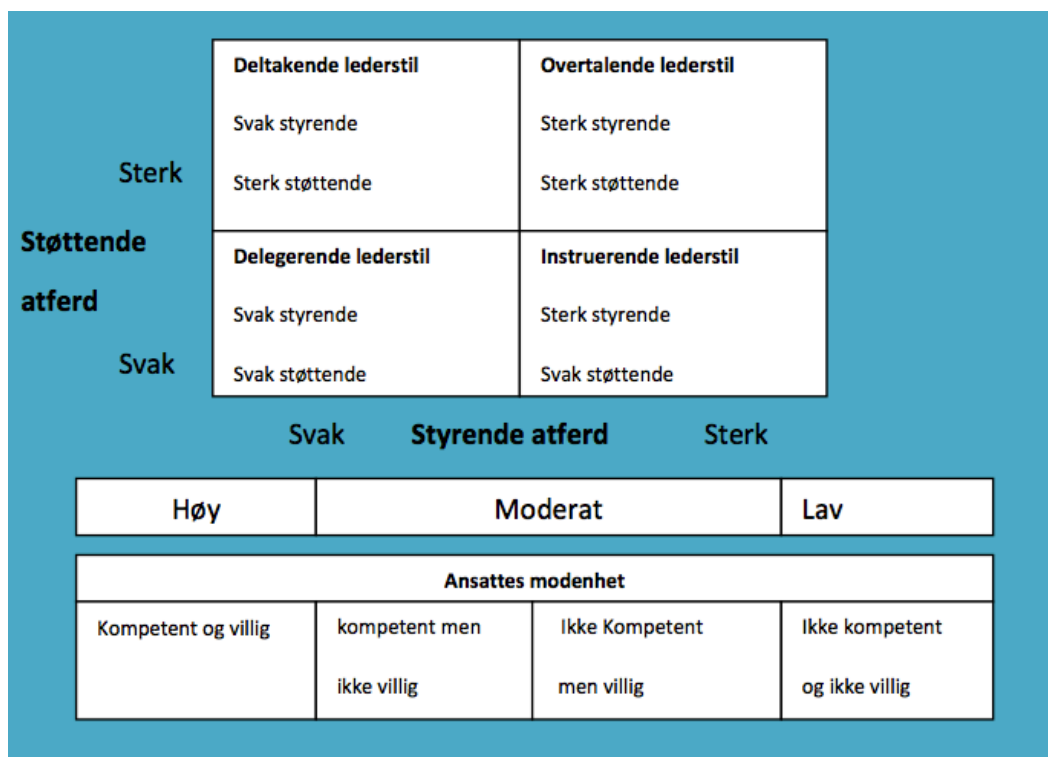 Deltakende lederstil
Svak styrende
Sterk støttende
Overtalende lederstil
Sterk styrende
Sterk støttende
Sterk
Støttende
atferd
Svak
Delegerende lederstil
Svak styrende
Svak støttende
Instruerende lederstil
Sterk styrende
Svak støttende
Svak Styrende atferd Sterk
Høy Moderat Lav
Ansattes modenhet
Kompetent og villig
kompetent men
ikke villig
Ikke Kompetent
men villig
Ikke kompetent
og ikke villig